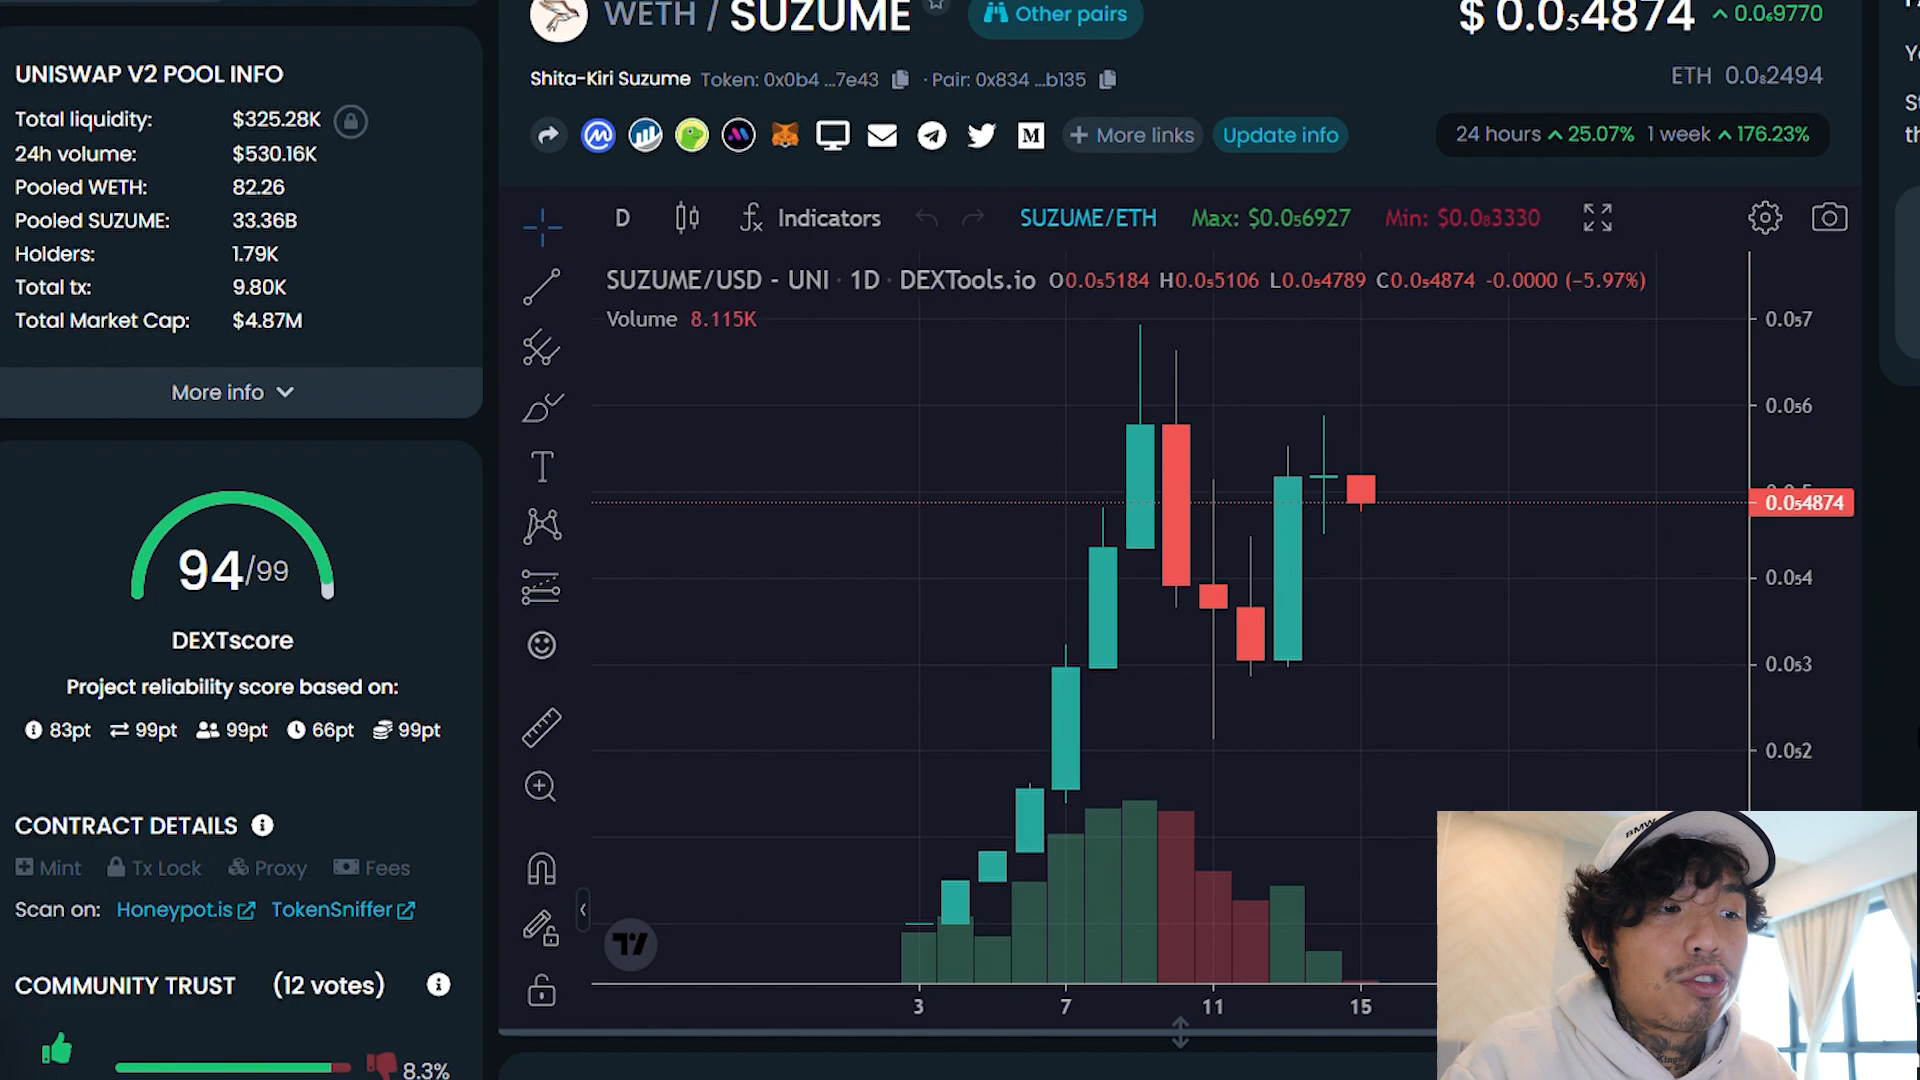 WETH / SUZUME
Other pairs
$ 0.0₅4874
0.0₆9770
Shita-Kiri Suzume Token: 0x0b4 ...7e43 · Pair: 0x834 ...b135
ETH 0.0₈2494
More links
Update info
24 hours 25.07% 1 week 176.23%
UNISWAP V2 POOL INFO
Total liquidity: $325.28K
24h volume: $530.16K
Pooled WETH: 82.26
Pooled SUZUME: 33.36B
Holders: 1.79K
Total tx: 9.80K
Total Market Cap: $4.87M
More info
94/99
DEXTscore
Project reliability score based on:
83pt 99pt 99pt 66pt 99pt
CONTRACT DETAILS
Mint Tx Lock Proxy Fees
Scan on: Honeypot.is TokenSniffer
COMMUNITY TRUST (12 votes)
8.3%
D Indicators SUZUME/ETH Max: $0.0₅6927 Min: $0.0₈3330
SUZUME/USD - UNI · 1D · DEXTools.io O0.0₅5184 H0.0₅5106 L0.0₅4789 C0.0₅4874 -0.0000 (−5.97%)
Volume 8.115K
0.0₅7
0.0₅6
0.0₅4874
0.0₅4
0.0₅3
0.0₅2
3 7 11 15
BMW